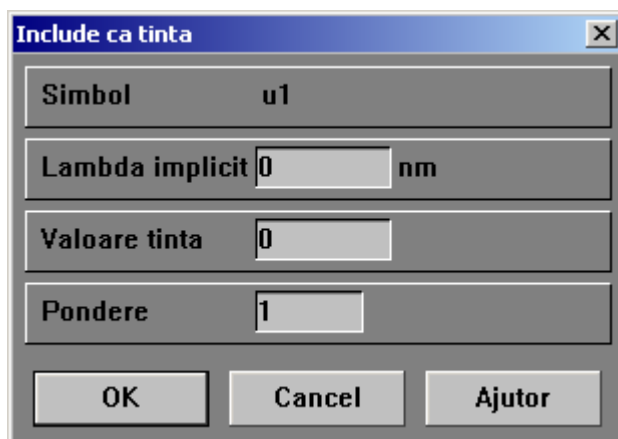 Include ca tinta
Simbol u1
Lambda implicit 0 nm
Valoare tinta 0
Pondere 1
OK Cancel Ajutor